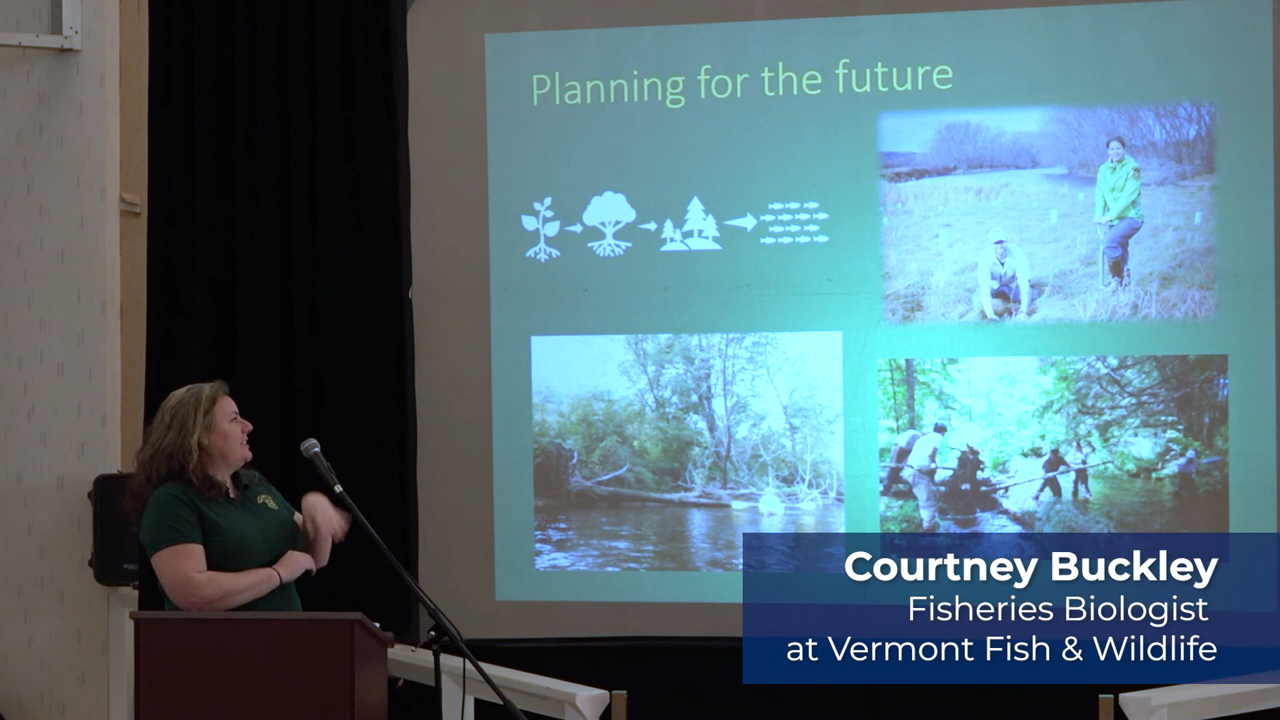 Planning for the future
Courtney Buckley
Fisheries Biologist
at Vermont Fish & Wildlife